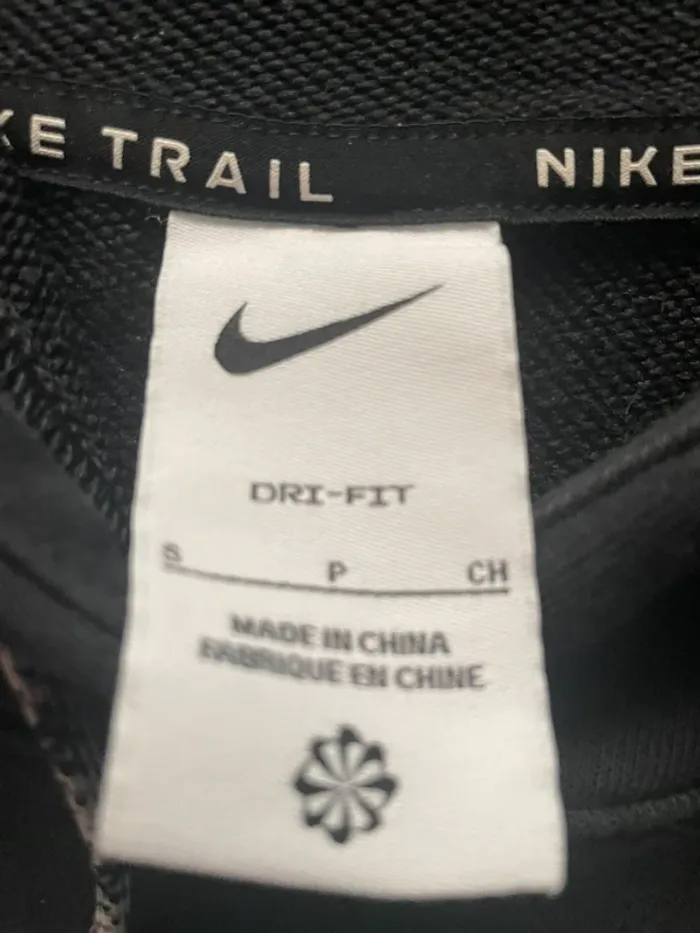 KE TRAIL NIKE
DRI-FIT
S P CH
MADE IN CHINA
FABRIQUE EN CHINE